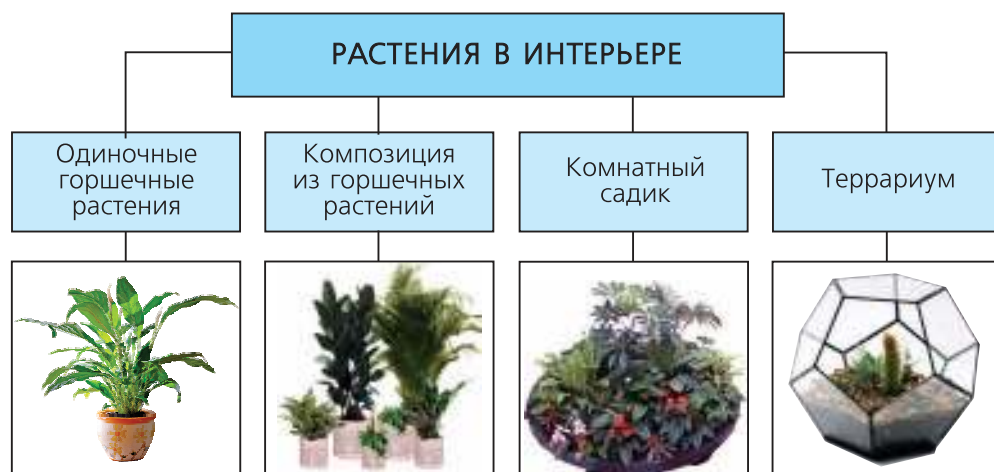 РАСТЕНИЯ В ИНТЕРЬЕРЕ
Одиночные
горшечные
растения
Композиция
из горшечных
растений
Комнатный
садик
Террариум